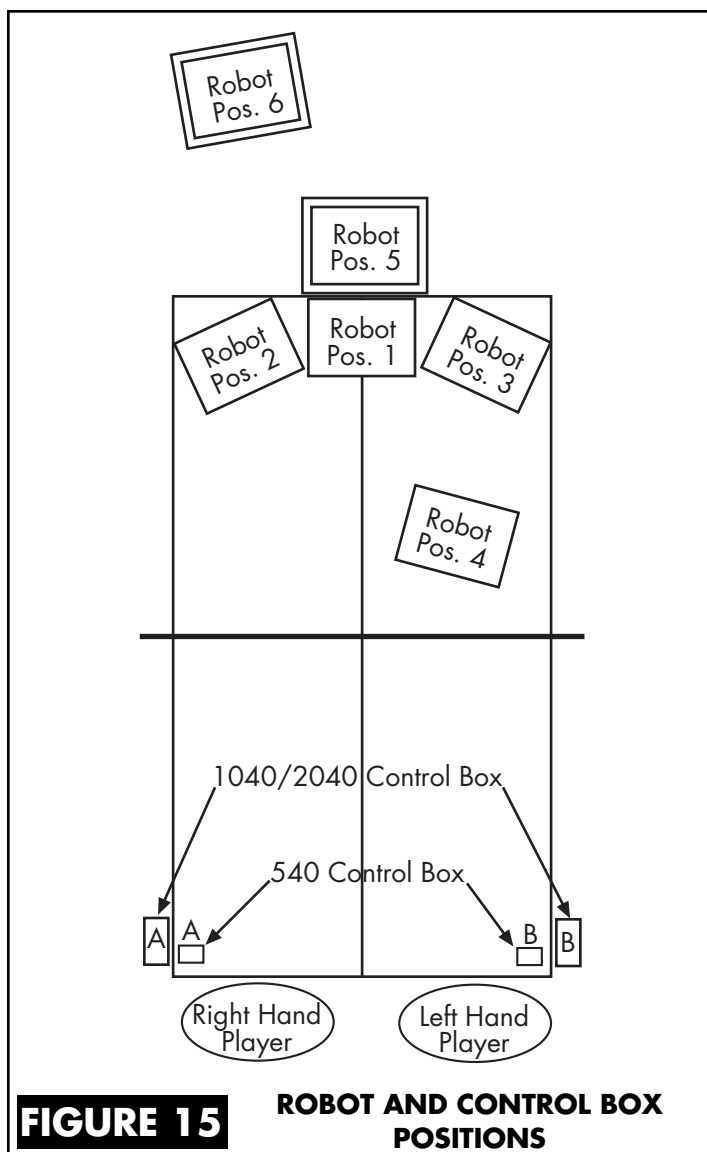 Robot
Pos. 6
Robot
Pos. 5
Robot
Pos. 2
Robot
Pos. 1
Robot
Pos. 3
Robot
Pos. 4
1040/2040 Control Box
540 Control Box
A
A
B
B
Right Hand
Player
Left Hand
Player
FIGURE 15
ROBOT AND CONTROL BOX
POSITIONS